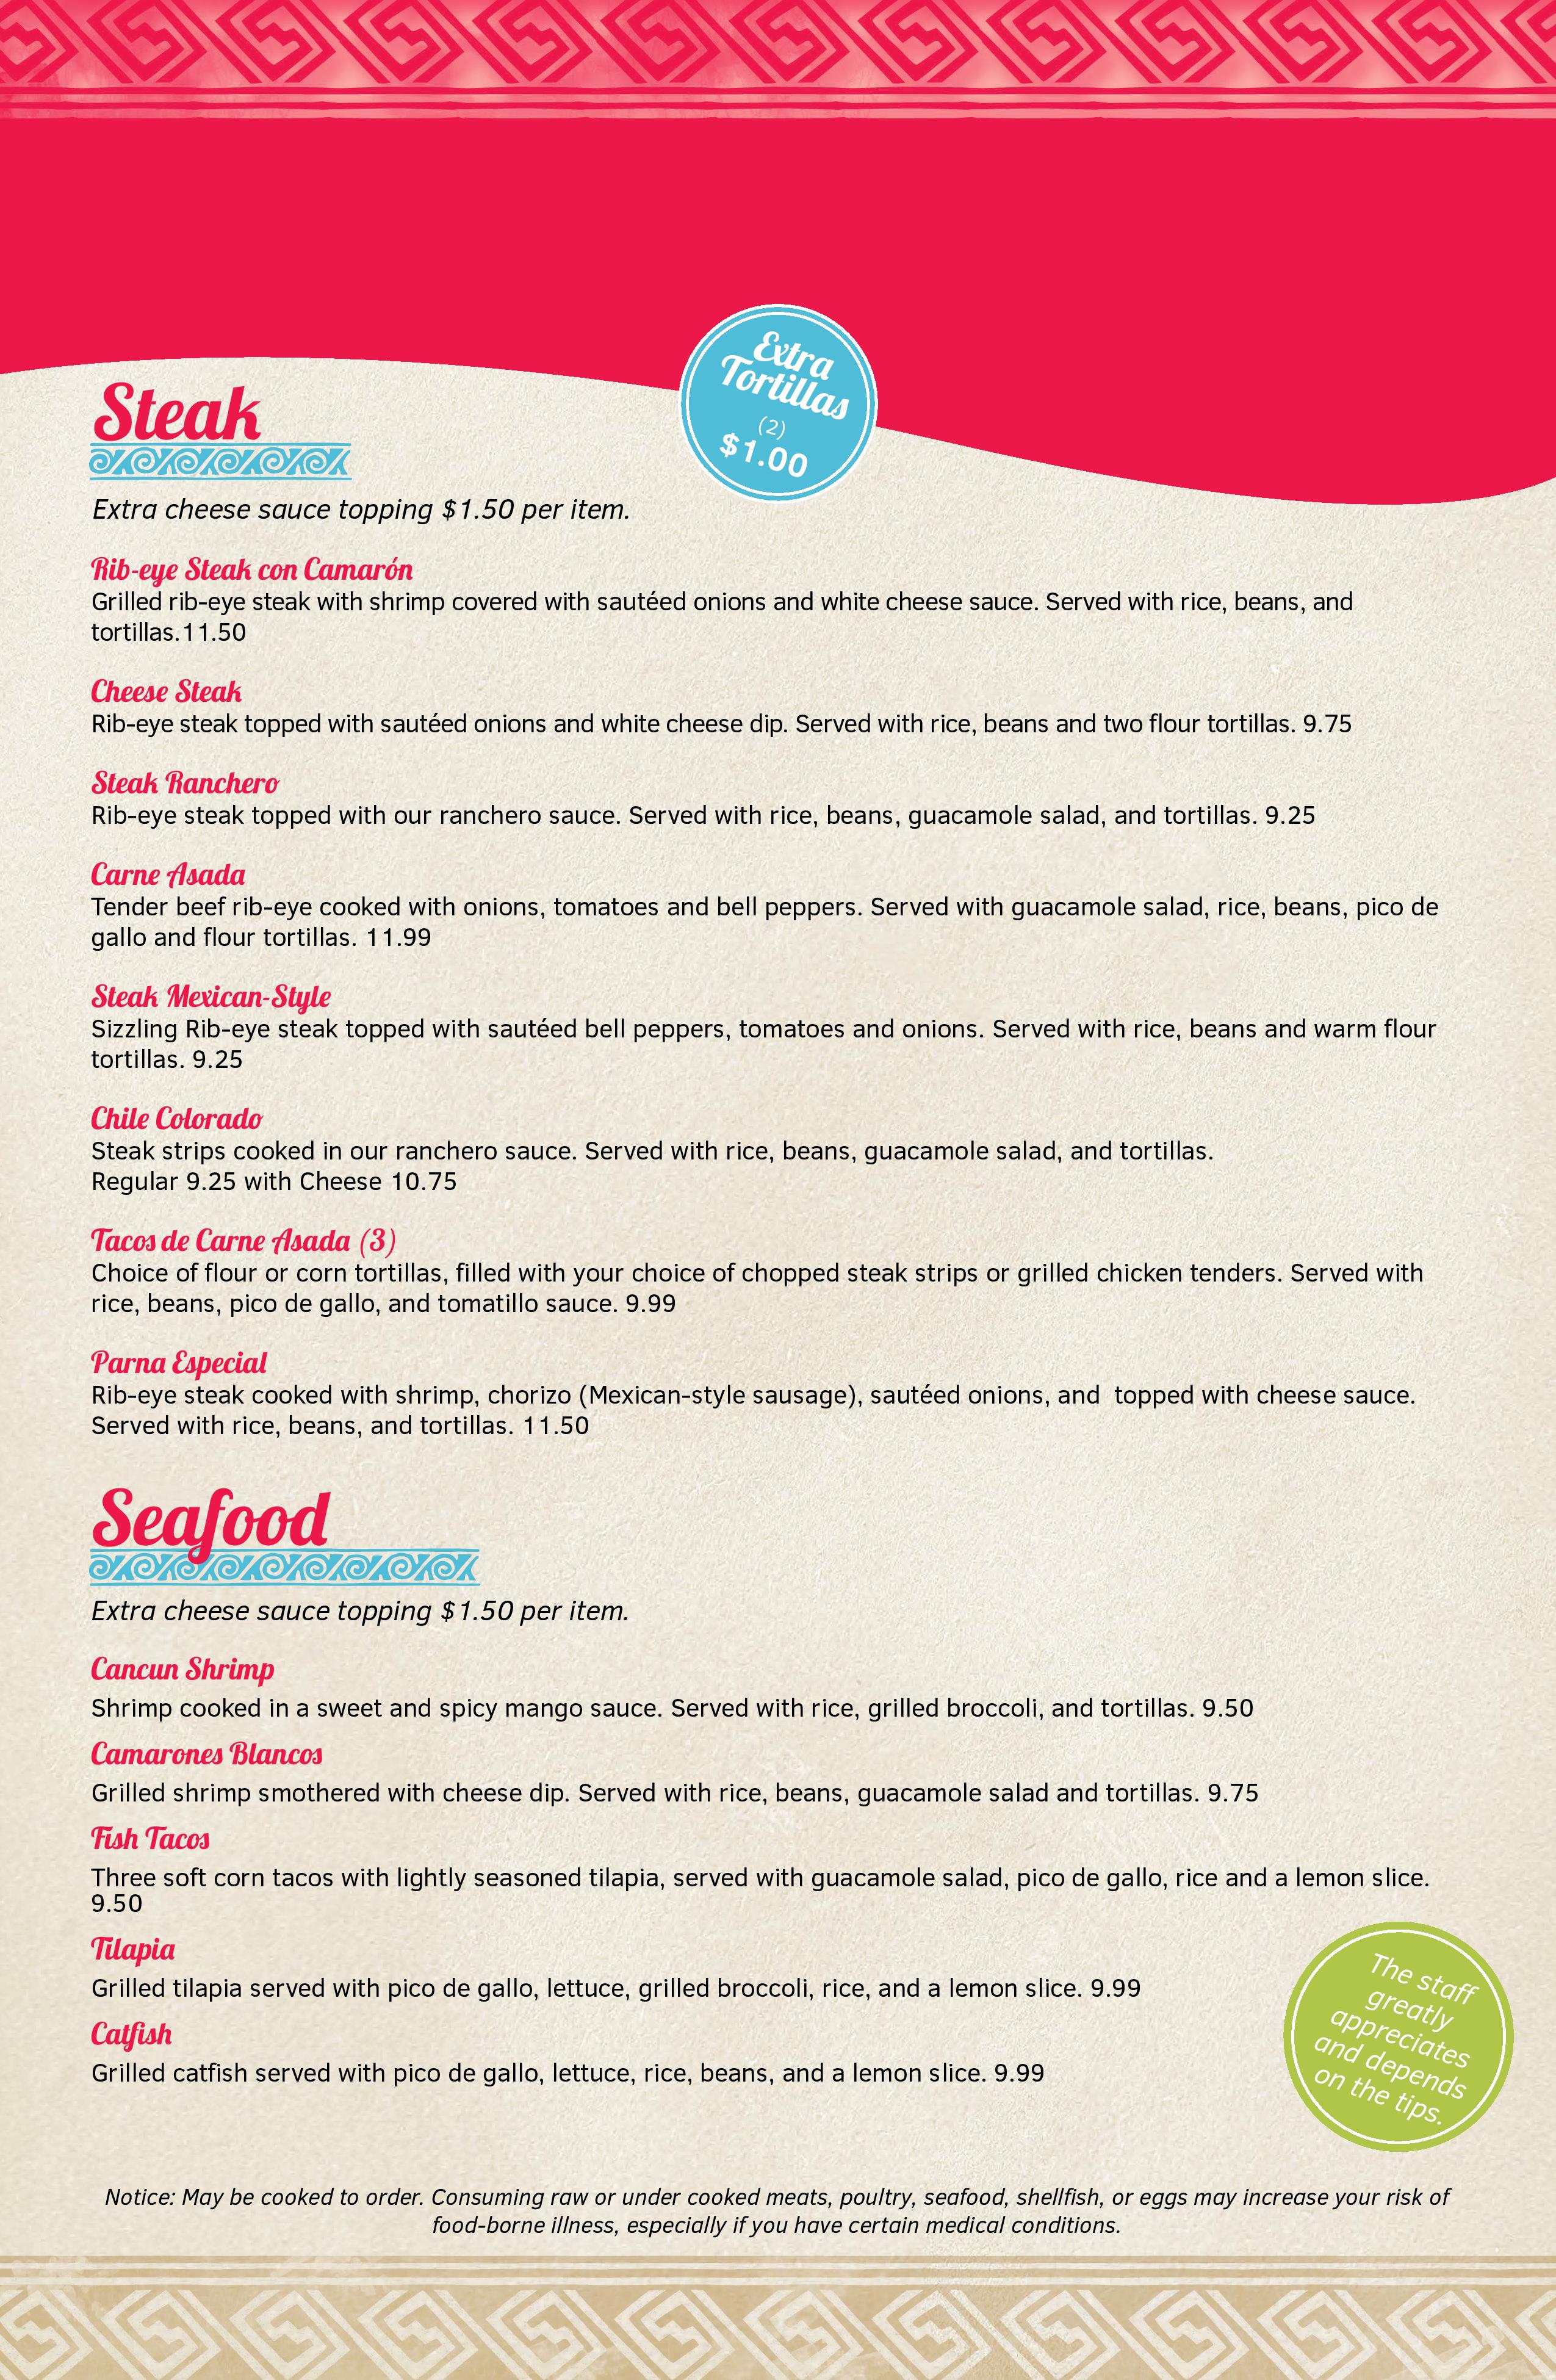 Extra
Tortillas
(2)
$1.00
Steak
Extra cheese sauce topping $1.50 per item.
Rib-eye Steak con Camarón
Grilled rib-eye steak with shrimp covered with sautéed onions and white cheese sauce. Served with rice, beans, and
tortillas.11.50
Cheese Steak
Rib-eye steak topped with sautéed onions and white cheese dip. Served with rice, beans and two flour tortillas. 9.75
Steak Ranchero
Rib-eye steak topped with our ranchero sauce. Served with rice, beans, guacamole salad, and tortillas. 9.25
Carne Asada
Tender beef rib-eye cooked with onions, tomatoes and bell peppers. Served with guacamole salad, rice, beans, pico de
gallo and flour tortillas. 11.99
Steak Mexican-Style
Sizzling Rib-eye steak topped with sautéed bell peppers, tomatoes and onions. Served with rice, beans and warm flour
tortillas. 9.25
Chile Colorado
Steak strips cooked in our ranchero sauce. Served with rice, beans, guacamole salad, and tortillas.
Regular 9.25 with Cheese 10.75
Tacos de Carne Asada (3)
Choice of flour or corn tortillas, filled with your choice of chopped steak strips or grilled chicken tenders. Served with
rice, beans, pico de gallo, and tomatillo sauce. 9.99
Parna Especial
Rib-eye steak cooked with shrimp, chorizo (Mexican-style sausage), sautéed onions, and  topped with cheese sauce.
Served with rice, beans, and tortillas. 11.50
Seafood
Extra cheese sauce topping $1.50 per item.
Cancun Shrimp
Shrimp cooked in a sweet and spicy mango sauce. Served with rice, grilled broccoli, and tortillas. 9.50
Camarones Blancos
Grilled shrimp smothered with cheese dip. Served with rice, beans, guacamole salad and tortillas. 9.75
Fish Tacos
Three soft corn tacos with lightly seasoned tilapia, served with guacamole salad, pico de gallo, rice and a lemon slice.
9.50
Tilapia
Grilled tilapia served with pico de gallo, lettuce, grilled broccoli, rice, and a lemon slice. 9.99
Catfish
Grilled catfish served with pico de gallo, lettuce, rice, beans, and a lemon slice. 9.99
The staff
greatly
appreciates
and depends
on the tips.
Notice: May be cooked to order. Consuming raw or under cooked meats, poultry, seafood, shellfish, or eggs may increase your risk of
food-borne illness, especially if you have certain medical conditions.